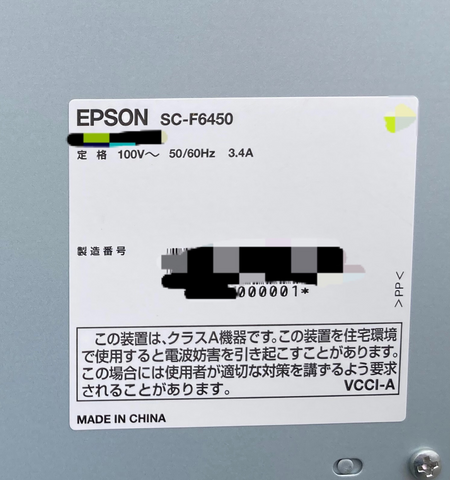 EPSON SC-F6450
定格 100V～ 50/60Hz 3.4A
製造番号
000001*
>PP<
この装置は、クラスA機器です。この装置を住宅環境
で使用すると電波妨害を引き起こすことがあります。
この場合には使用者が適切な対策を講ずるよう要求
されることがあります。 VCCI-A
MADE IN CHINA